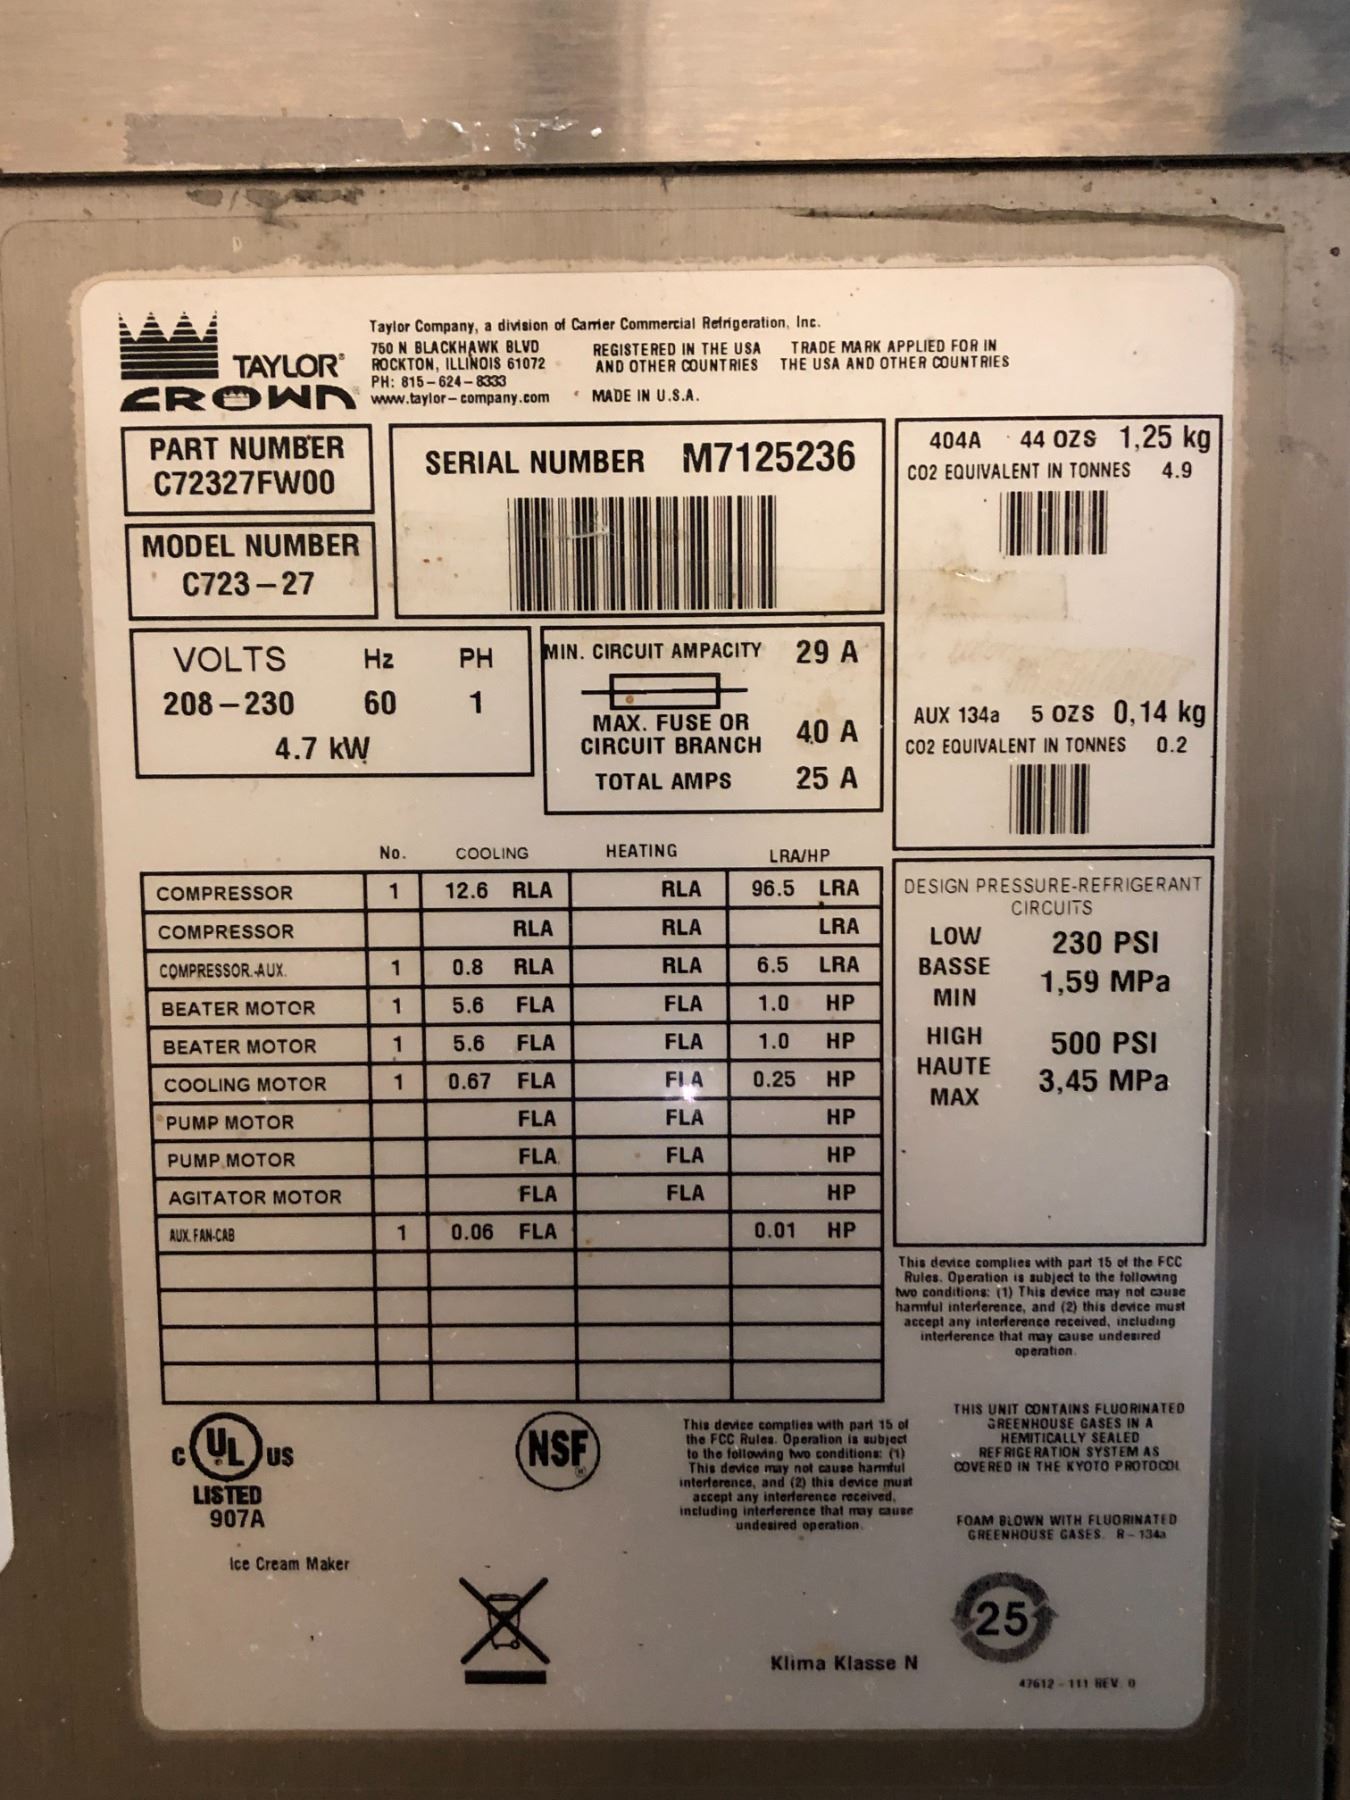 Taylor Company, a division of Carrier Commercial Refrigeration, Inc.
750 N BLACKHAWK BLVD
ROCKTON, ILLINOIS 61072
PH: 815-624-8333
www.taylor-company.com
REGISTERED IN THE USA
AND OTHER COUNTRIES
TRADE MARK APPLIED FOR IN
THE USA AND OTHER COUNTRIES
MADE IN U.S.A.
TAYLOR®
CROWN
PART NUMBER
C72327FW00
SERIAL NUMBER M7125236
404A 44 OZS 1,25 kg
CO2 EQUIVALENT IN TONNES 4.9
MODEL NUMBER
C723-27
VOLTS Hz PH
208-230 60 1
4.7 kW
MIN. CIRCUIT AMPACITY 29 A
MAX. FUSE OR
CIRCUIT BRANCH 40 A
TOTAL AMPS 25 A
AUX 134a 5 OZS 0,14 kg
CO2 EQUIVALENT IN TONNES 0.2
No. COOLING HEATING LRA/HP
COMPRESSOR 1 12.6 RLA RLA 96.5 LRA
COMPRESSOR RLA RLA LRA
COMPRESSOR.-AUX. 1 0.8 RLA RLA 6.5 LRA
BEATER MOTOR 1 5.6 FLA FLA 1.0 HP
BEATER MOTOR 1 5.6 FLA FLA 1.0 HP
COOLING MOTOR 1 0.67 FLA FLA 0.25 HP
PUMP MOTOR FLA FLA HP
PUMP MOTOR FLA FLA HP
AGITATOR MOTOR FLA FLA HP
AUX. FAN-CAB 1 0.06 FLA 0.01 HP
DESIGN PRESSURE-REFRIGERANT
CIRCUITS
LOW
BASSE
MIN
230 PSI
1,59 MPa
HIGH
HAUTE
MAX
500 PSI
3,45 MPa
This device complies with part 15 of the FCC
Rules. Operation is subject to the following
two conditions: (1) This device may not cause
harmful interference, and (2) this device must
accept any interference received, including
interference that may cause undesired
operation.
C UL US
LISTED
907A
Ice Cream Maker
NSF
This device complies with part 15 of
the FCC Rules. Operation is subject
to the following two conditions: (1)
This device may not cause harmful
interference, and (2) this device must
accept any interference received,
including interference that may cause
undesired operation.
THIS UNIT CONTAINS FLUORINATED
GREENHOUSE GASES IN A
HEMITICALLY SEALED
REFRIGERATION SYSTEM AS
COVERED IN THE KYOTO PROTOCOL
FOAM BLOWN WITH FLUORINATED
GREENHOUSE GASES. R-134a
25
Klima Klasse N
47612-111 REV. 0